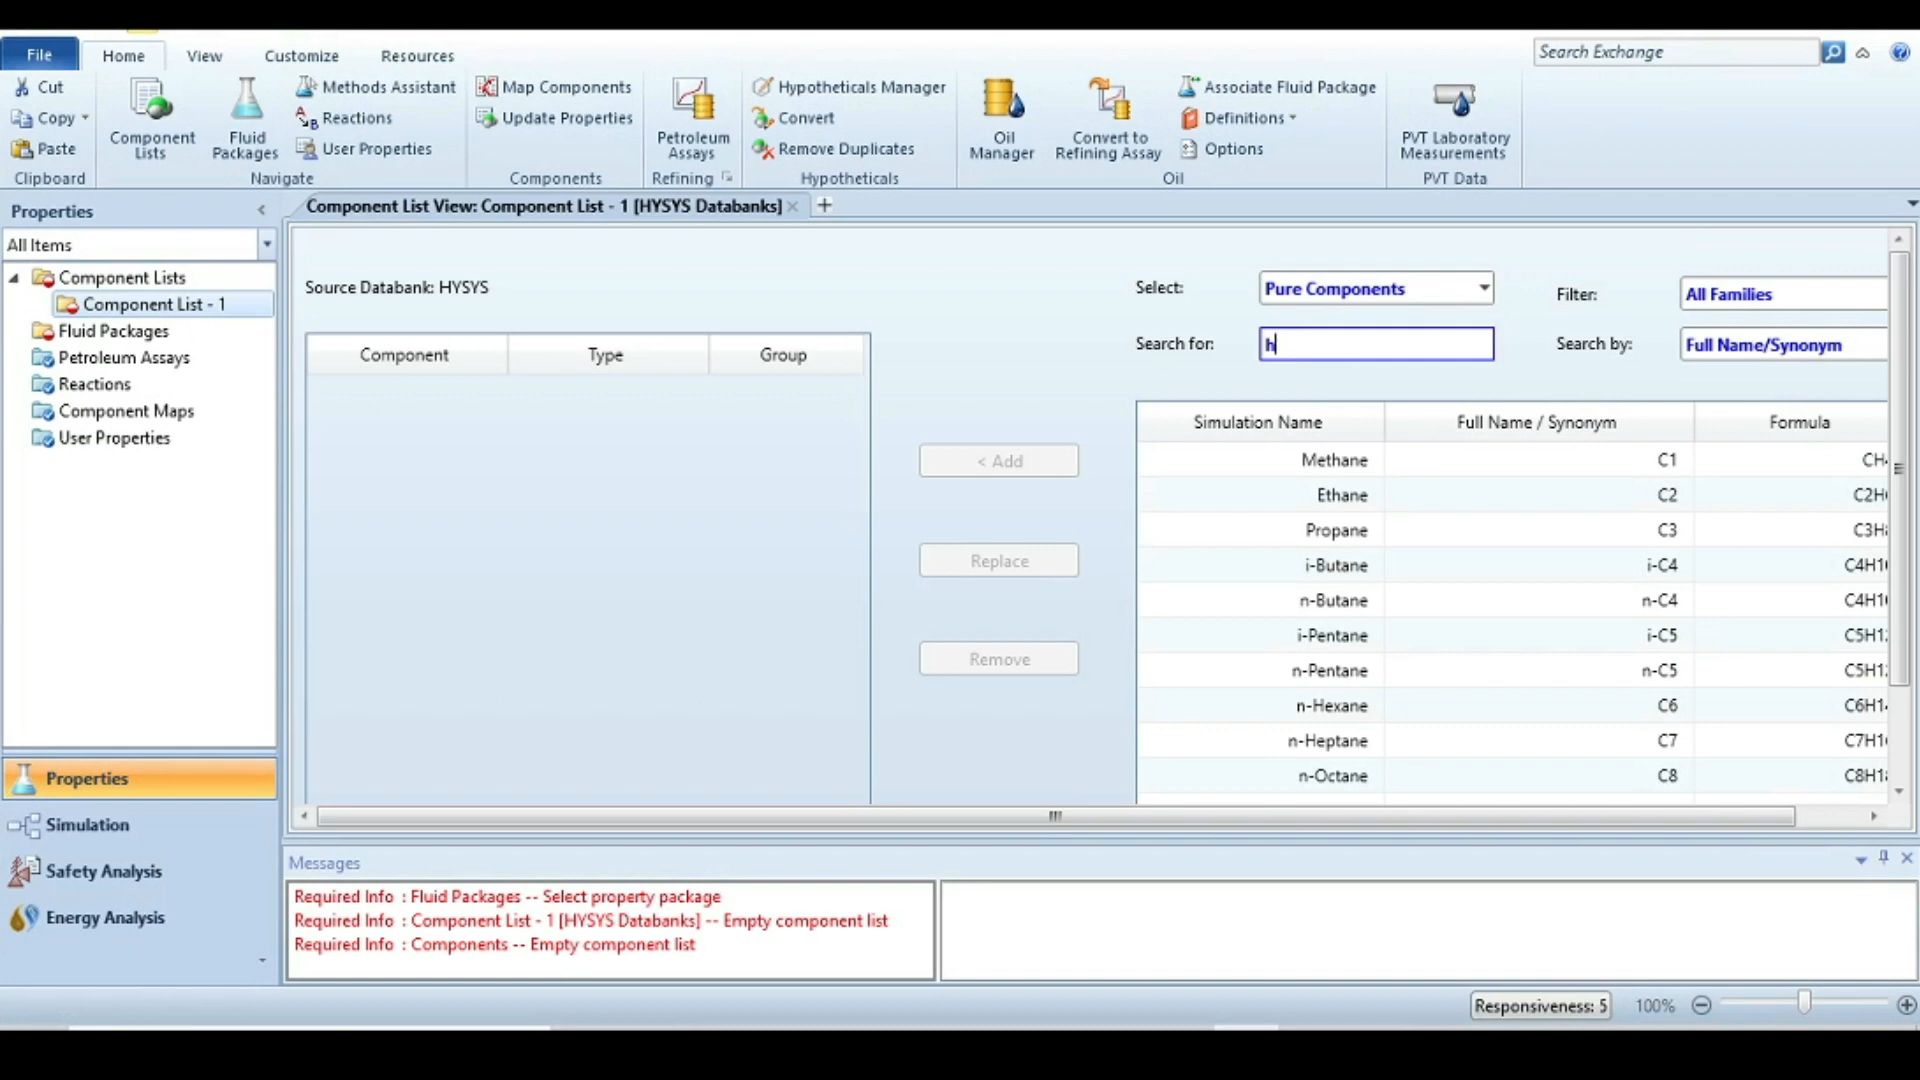 File Home View Customize Resources Search Exchange
Cut Methods Assistant Map Components Hypotheticals Manager Associate Fluid Package
Copy Reactions Update Properties Convert Definitions
Component Lists Fluid Packages Petroleum Assays Oil Manager Convert to Refining Assay PVT Laboratory Measurements
Paste User Properties Remove Duplicates Options
Clipboard Navigate Components Refining Hypotheticals Oil PVT Data
Properties
Component List View: Component List - 1 [HYSYS Databanks]
All Items
Component Lists
Component List - 1
Fluid Packages
Petroleum Assays
Reactions
Component Maps
User Properties
Properties
Simulation
Safety Analysis
Energy Analysis
Source Databank: HYSYS
Select: Pure Components Filter: All Families
Search for: h Search by: Full Name/Synonym
Component Type Group
< Add
Replace
Remove
Simulation Name Full Name / Synonym Formula
Methane C1
Ethane C2
Propane C3
i-Butane i-C4
n-Butane n-C4
i-Pentane i-C5
n-Pentane n-C5
n-Hexane C6
n-Heptane C7
n-Octane C8
Messages
Required Info : Fluid Packages -- Select property package
Required Info : Component List - 1 [HYSYS Databanks] -- Empty component list
Required Info : Components -- Empty component list
Responsiveness: 5 100%